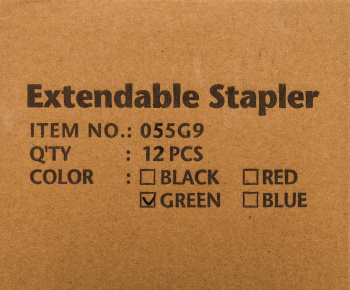 Extendable Stapler
ITEM NO.: 055G9
Q'TY : 12 PCS
COLOR : ☐ BLACK ☐ RED
☑ GREEN ☐ BLUE